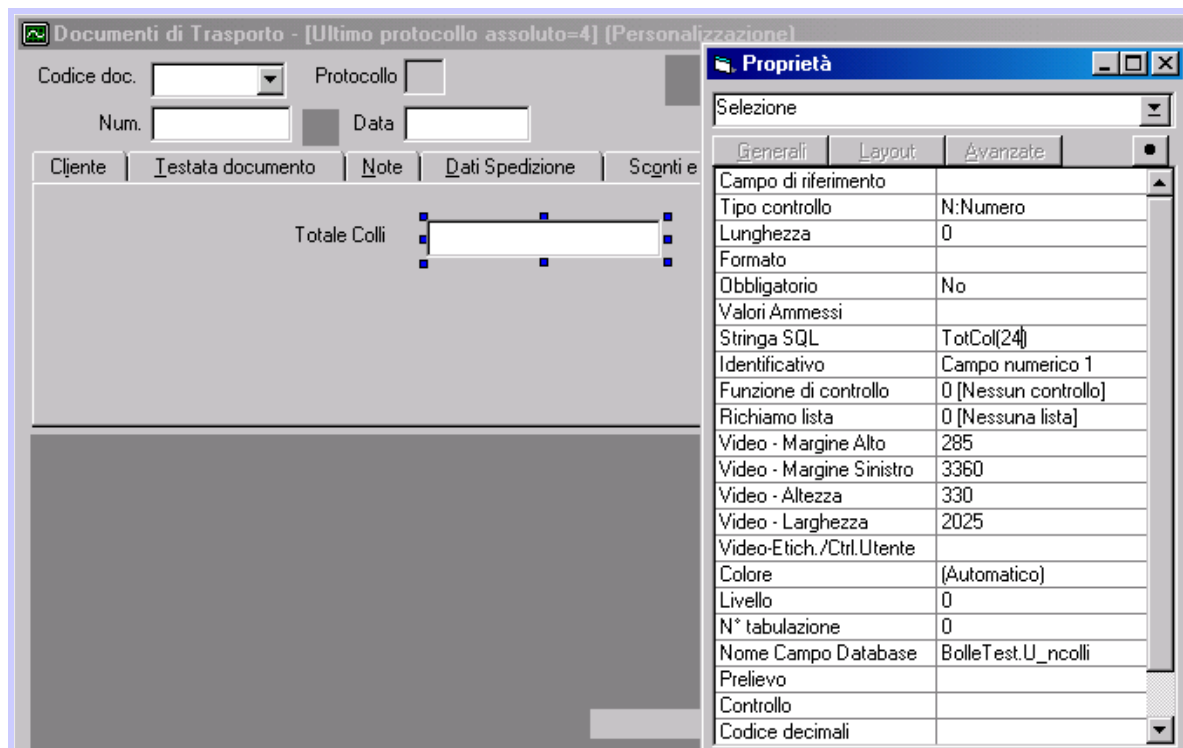 Documenti di Trasporto - [Ultimo protocollo assoluto=4] (Personalizzazione)
Codice doc.
Protocollo
Num.
Data
Cliente
Testata documento
Note
Dati Spedizione
Sconti e
Totale Colli
Proprietà
Selezione
Generali
Layout
Avanzate
Campo di riferimento
Tipo controllo N:Numero
Lunghezza 0
Formato
Obbligatorio No
Valori Ammessi
Stringa SQL TotCol(24)
Identificativo Campo numerico 1
Funzione di controllo 0 [Nessun controllo]
Richiamo lista 0 [Nessuna lista]
Video - Margine Alto 285
Video - Margine Sinistro 3360
Video - Altezza 330
Video - Larghezza 2025
Video-Etich./Ctrl.Utente
Colore (Automatico)
Livello 0
N° tabulazione 0
Nome Campo Database BolleTest.U_ncolli
Prelievo
Controllo
Codice decimali